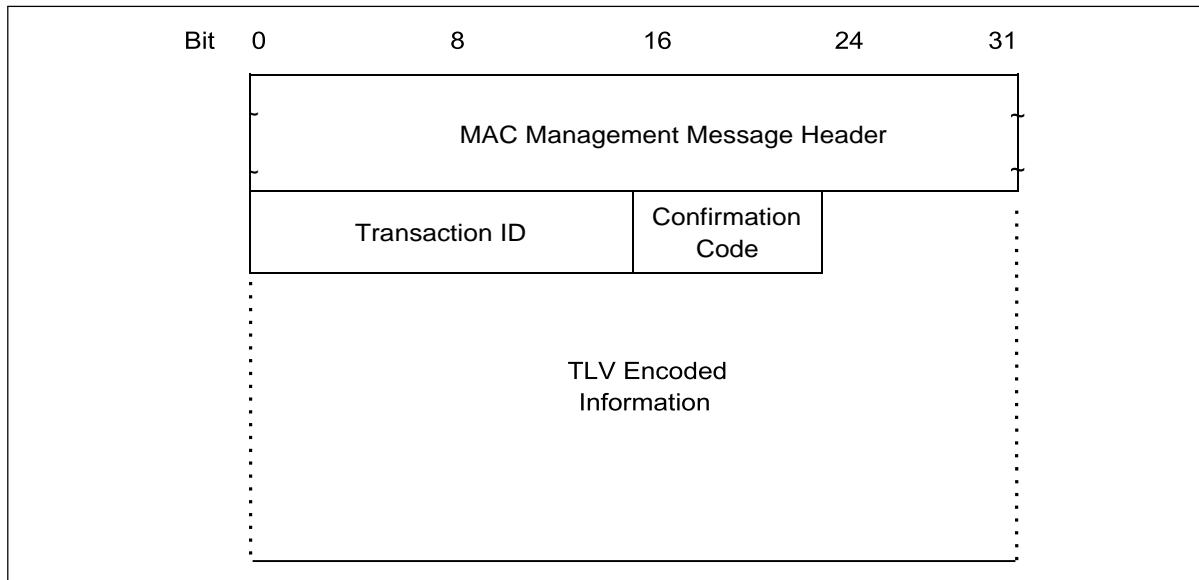 Bit 0 8 16 24 31
MAC Management Message Header
Transaction ID
Confirmation
Code
TLV Encoded
Information